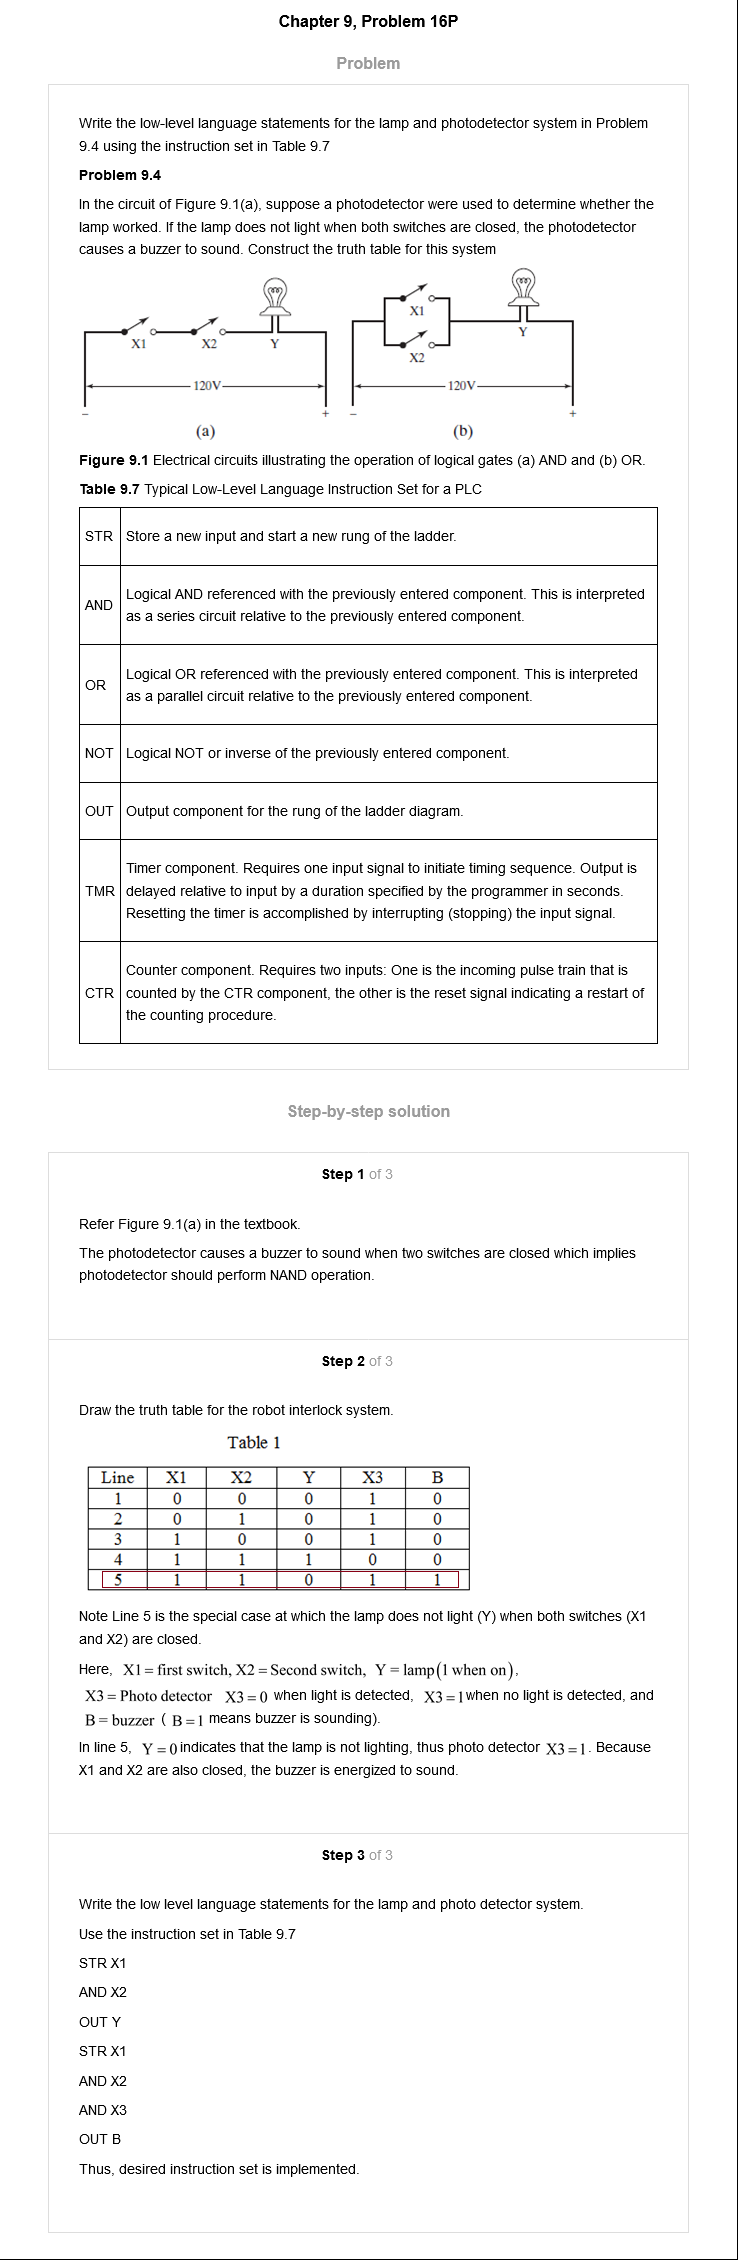 Chapter 9, Problem 16P
Problem
Write the low-level language statements for the lamp and photodetector system in Problem
9.4 using the instruction set in Table 9.7
Problem 9.4
In the circuit of Figure 9.1(a), suppose a photodetector were used to determine whether the
lamp worked. If the lamp does not light when both switches are closed, the photodetector
causes a buzzer to sound. Construct the truth table for this system
X1 X2 Y
120V
− +
(a)
X1
X2
Y
120V
− +
(b)
Figure 9.1 Electrical circuits illustrating the operation of logical gates (a) AND and (b) OR.
Table 9.7 Typical Low-Level Language Instruction Set for a PLC
STR Store a new input and start a new rung of the ladder.
AND Logical AND referenced with the previously entered component. This is interpreted
as a series circuit relative to the previously entered component.
OR Logical OR referenced with the previously entered component. This is interpreted
as a parallel circuit relative to the previously entered component.
NOT Logical NOT or inverse of the previously entered component.
OUT Output component for the rung of the ladder diagram.
Timer component. Requires one input signal to initiate timing sequence. Output is
TMR delayed relative to input by a duration specified by the programmer in seconds.
Resetting the timer is accomplished by interrupting (stopping) the input signal.
Counter component. Requires two inputs: One is the incoming pulse train that is
CTR counted by the CTR component, the other is the reset signal indicating a restart of
the counting procedure.
Step-by-step solution
Step 1 of 3
Refer Figure 9.1(a) in the textbook.
The photodetector causes a buzzer to sound when two switches are closed which implies
photodetector should perform NAND operation.
Step 2 of 3
Draw the truth table for the robot interlock system.
Table 1
Line X1 X2 Y X3 B
1 0 0 0 1 0
2 0 1 0 1 0
3 1 0 0 1 0
4 1 1 1 0 0
5 1 1 0 1 1
Note Line 5 is the special case at which the lamp does not light (Y) when both switches (X1
and X2) are closed.
Here, X1 = first switch, X2 = Second switch, Y = lamp(1 when on),
X3 = Photo detector X3 = 0 when light is detected, X3 = 1 when no light is detected, and
B = buzzer ( B = 1 means buzzer is sounding).
In line 5, Y = 0 indicates that the lamp is not lighting, thus photo detector X3 = 1. Because
X1 and X2 are also closed, the buzzer is energized to sound.
Step 3 of 3
Write the low level language statements for the lamp and photo detector system.
Use the instruction set in Table 9.7
STR X1
AND X2
OUT Y
STR X1
AND X2
AND X3
OUT B
Thus, desired instruction set is implemented.